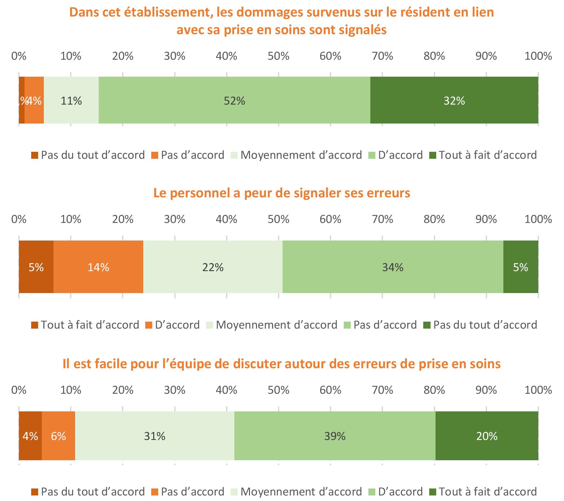 Dans cet établissement, les dommages survenus sur le résident en lien
avec sa prise en soins sont signalés
0% 10% 20% 30% 40% 50% 60% 70% 80% 90% 100%
4% 11% 52% 32%
Pas du tout d'accord Pas d'accord Moyennement d'accord D'accord Tout à fait d'accord
Le personnel a peur de signaler ses erreurs
0% 10% 20% 30% 40% 50% 60% 70% 80% 90% 100%
5% 14% 22% 34% 5%
Tout à fait d'accord D'accord Moyennement d'accord Pas d'accord Pas du tout d'accord
Il est facile pour l'équipe de discuter autour des erreurs de prise en soins
0% 10% 20% 30% 40% 50% 60% 70% 80% 90% 100%
4% 6% 31% 39% 20%
Pas du tout d'accord Pas d'accord Moyennement d'accord D'accord Tout à fait d'accord